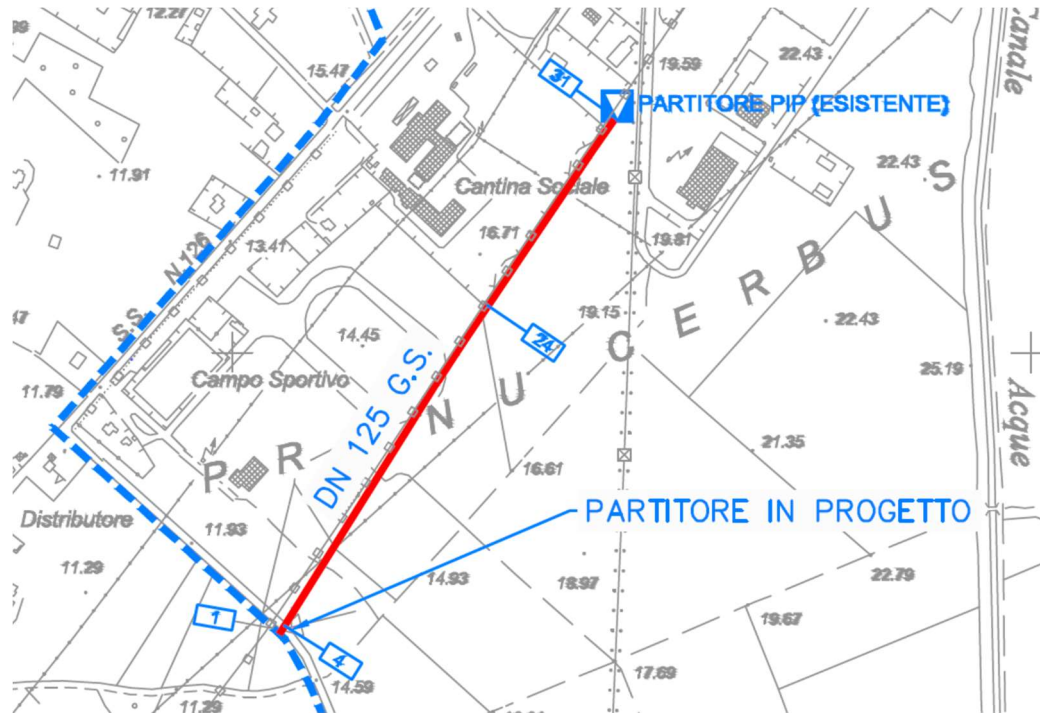 12.27
15.47
19.59
22.43
Canale
31
PARTITORE PIP (ESISTENTE)
11.91
22.43
Cantina Sociale
S.S. N 126
13.41
16.71
19.81
PRNU CERBUS
19.15
22.43
14.45
24
25.19
11.79
Campo Sportivo
Acque
DN 125 G.S.
21.35
16.61
PARTITORE IN PROGETTO
Distributore
11.93
11.29
14.93
18.97
22.79
1
19.67
4
14.59
17.69
11.29